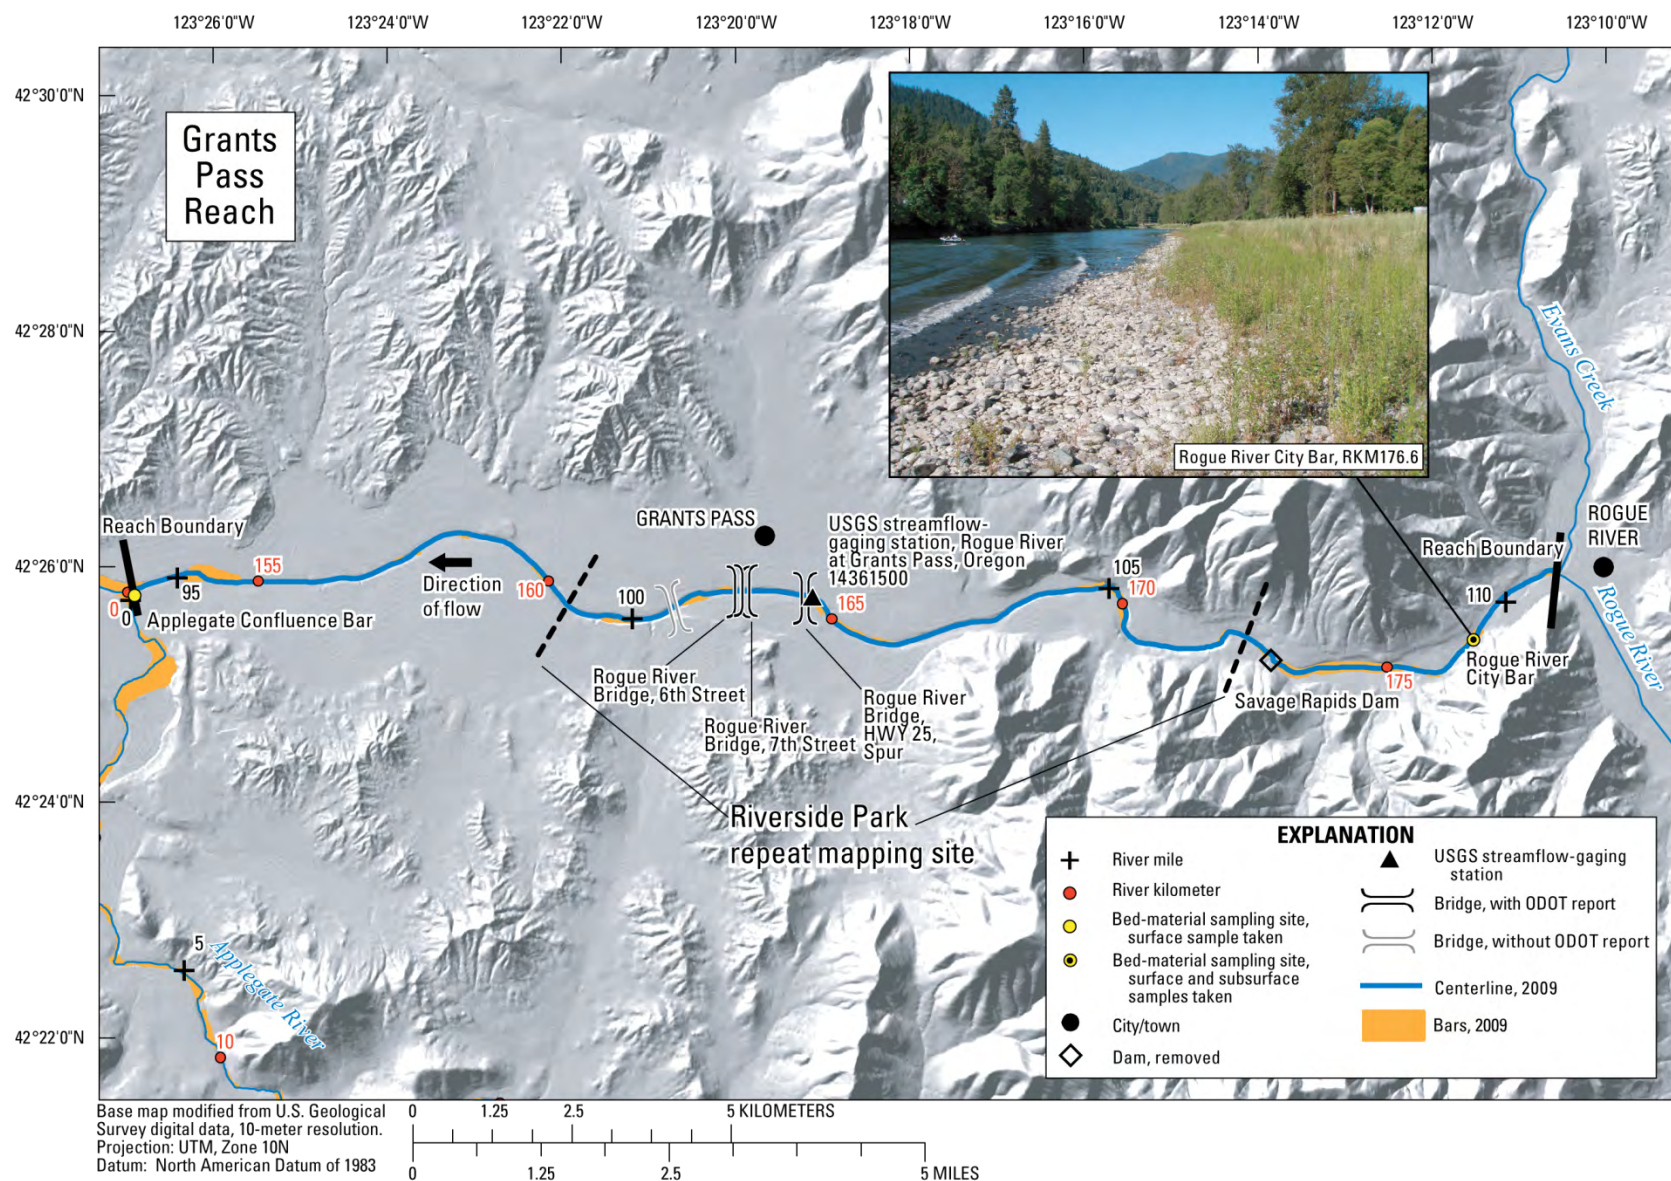 123°26'0"W 123°24'0"W 123°22'0"W 123°20'0"W 123°18'0"W 123°16'0"W 123°14'0"W 123°11'0"W 123°10'0"W
42°30'0"N
42°28'0"N
42°26'0"N
42°24'0"N
42°22'0"N
Grants
Pass
Reach
Rogue River City Bar, RKM176.6
Evans Creek
Reach Boundary
GRANTS PASS
USGS streamflow-
gaging station, Rogue River
at Grants Pass, Oregon
14361500
Reach Boundary
ROGUE
RIVER
0
0
95
155
Direction
of flow
160
100
165
105
170
110
175
Applegate Confluence Bar
Rogue River
Bridge, 6th Street
Rogue River
Bridge, 7th Street
Rogue River
Bridge,
HWY 25,
Spur
Savage Rapids Dam
Rogue River
City Bar
Rogue River
Riverside Park
repeat mapping site
5
Applegate River
10
EXPLANATION
River mile
River kilometer
Bed-material sampling site,
surface sample taken
Bed-material sampling site,
surface and subsurface
samples taken
City/town
Dam, removed
USGS streamflow-gaging
station
Bridge, with ODOT report
Bridge, without ODOT report
Centerline, 2009
Bars, 2009
Base map modified from U.S. Geological
Survey digital data, 10-meter resolution.
Projection: UTM, Zone 10N
Datum: North American Datum of 1983
0 1.25 2.5 5 KILOMETERS
0 1.25 2.5 5 MILES